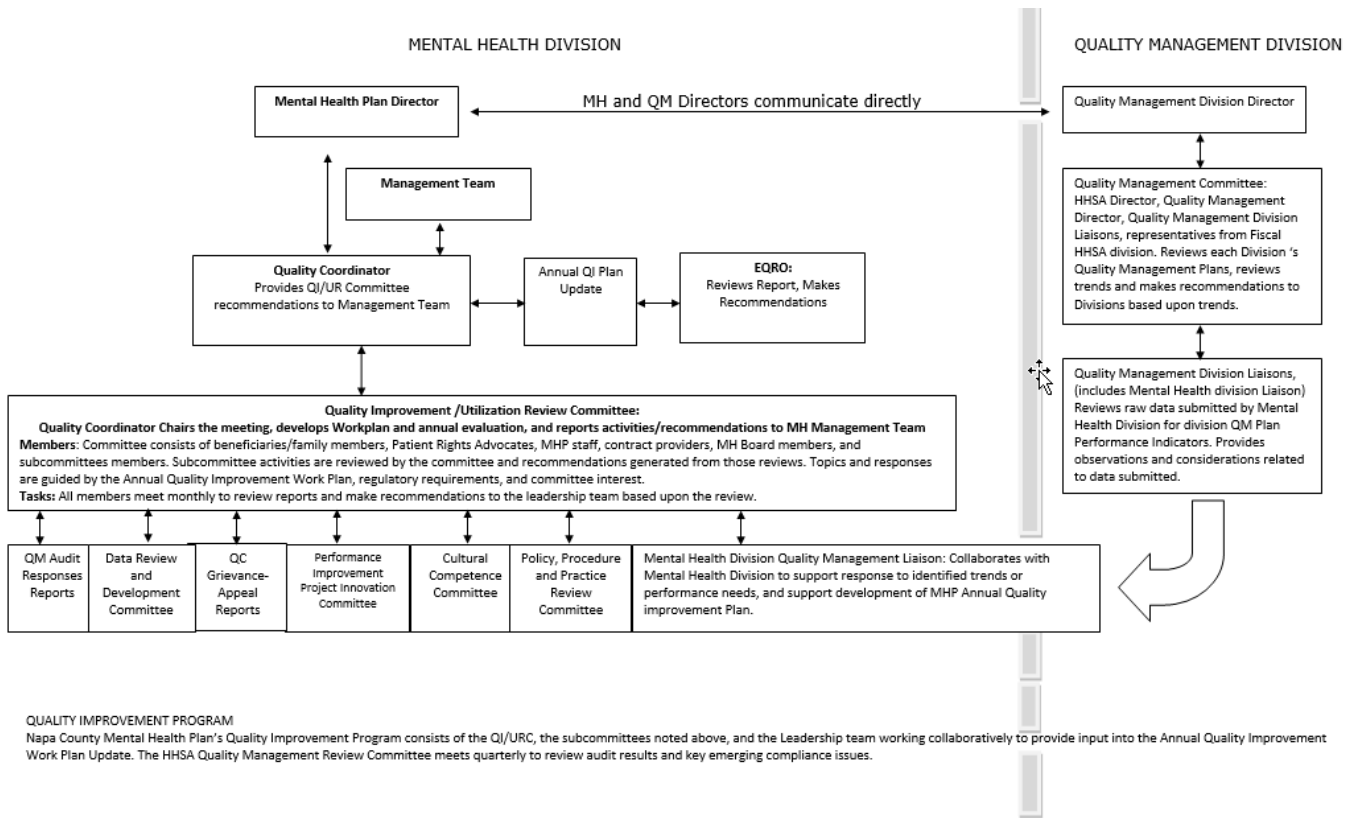 MENTAL HEALTH DIVISION
QUALITY MANAGEMENT DIVISION
Mental Health Plan Director
MH and QM Directors communicate directly
Quality Management Division Director
Management Team
Quality Management Committee:
HHSA Director, Quality Management
Director, Quality Management Division
Liaisons, representatives from Fiscal
HHSA division. Reviews each Division 's
Quality Management Plans, reviews
trends and makes recommendations to
Divisions based upon trends.
Quality Coordinator
Provides QI/UR Committee
recommendations to Management Team
Annual QI Plan
Update
EQRO:
Reviews Report, Makes
Recommendations
Quality Management Division Liaisons,
(includes Mental Health division Liaison)
Reviews raw data submitted by Mental
Health Division for division QM Plan
Performance Indicators. Provides
observations and considerations related
to data submitted.
Quality Improvement /Utilization Review Committee:
Quality Coordinator Chairs the meeting, develops Workplan and annual evaluation, and reports activities/recommendations to MH Management Team
Members: Committee consists of beneficiaries/family members, Patient Rights Advocates, MHP staff, contract providers, MH Board members, and
subcommittees members. Subcommittee activities are reviewed by the committee and recommendations generated from those reviews. Topics and responses
are guided by the Annual Quality Improvement Work Plan, regulatory requirements, and committee interest.
Tasks: All members meet monthly to review reports and make recommendations to the leadership team based upon the review.
QM Audit
Responses
Reports
Data Review
and
Development
Committee
QC
Grievance-
Appeal
Reports
Performance
Improvement
Project Innovation
Committee
Cultural
Competence
Committee
Policy, Procedure
and Practice
Review
Committee
Mental Health Division Quality Management Liaison: Collaborates with
Mental Health Division to support response to identified trends or
performance needs, and support development of MHP Annual Quality
improvement Plan.
QUALITY IMPROVEMENT PROGRAM
Napa County Mental Health Plan's Quality Improvement Program consists of the QI/URC, the subcommittees noted above, and the Leadership team working collaboratively to provide input into the Annual Quality Improvement
Work Plan Update. The HHSA Quality Management Review Committee meets quarterly to review audit results and key emerging compliance issues.